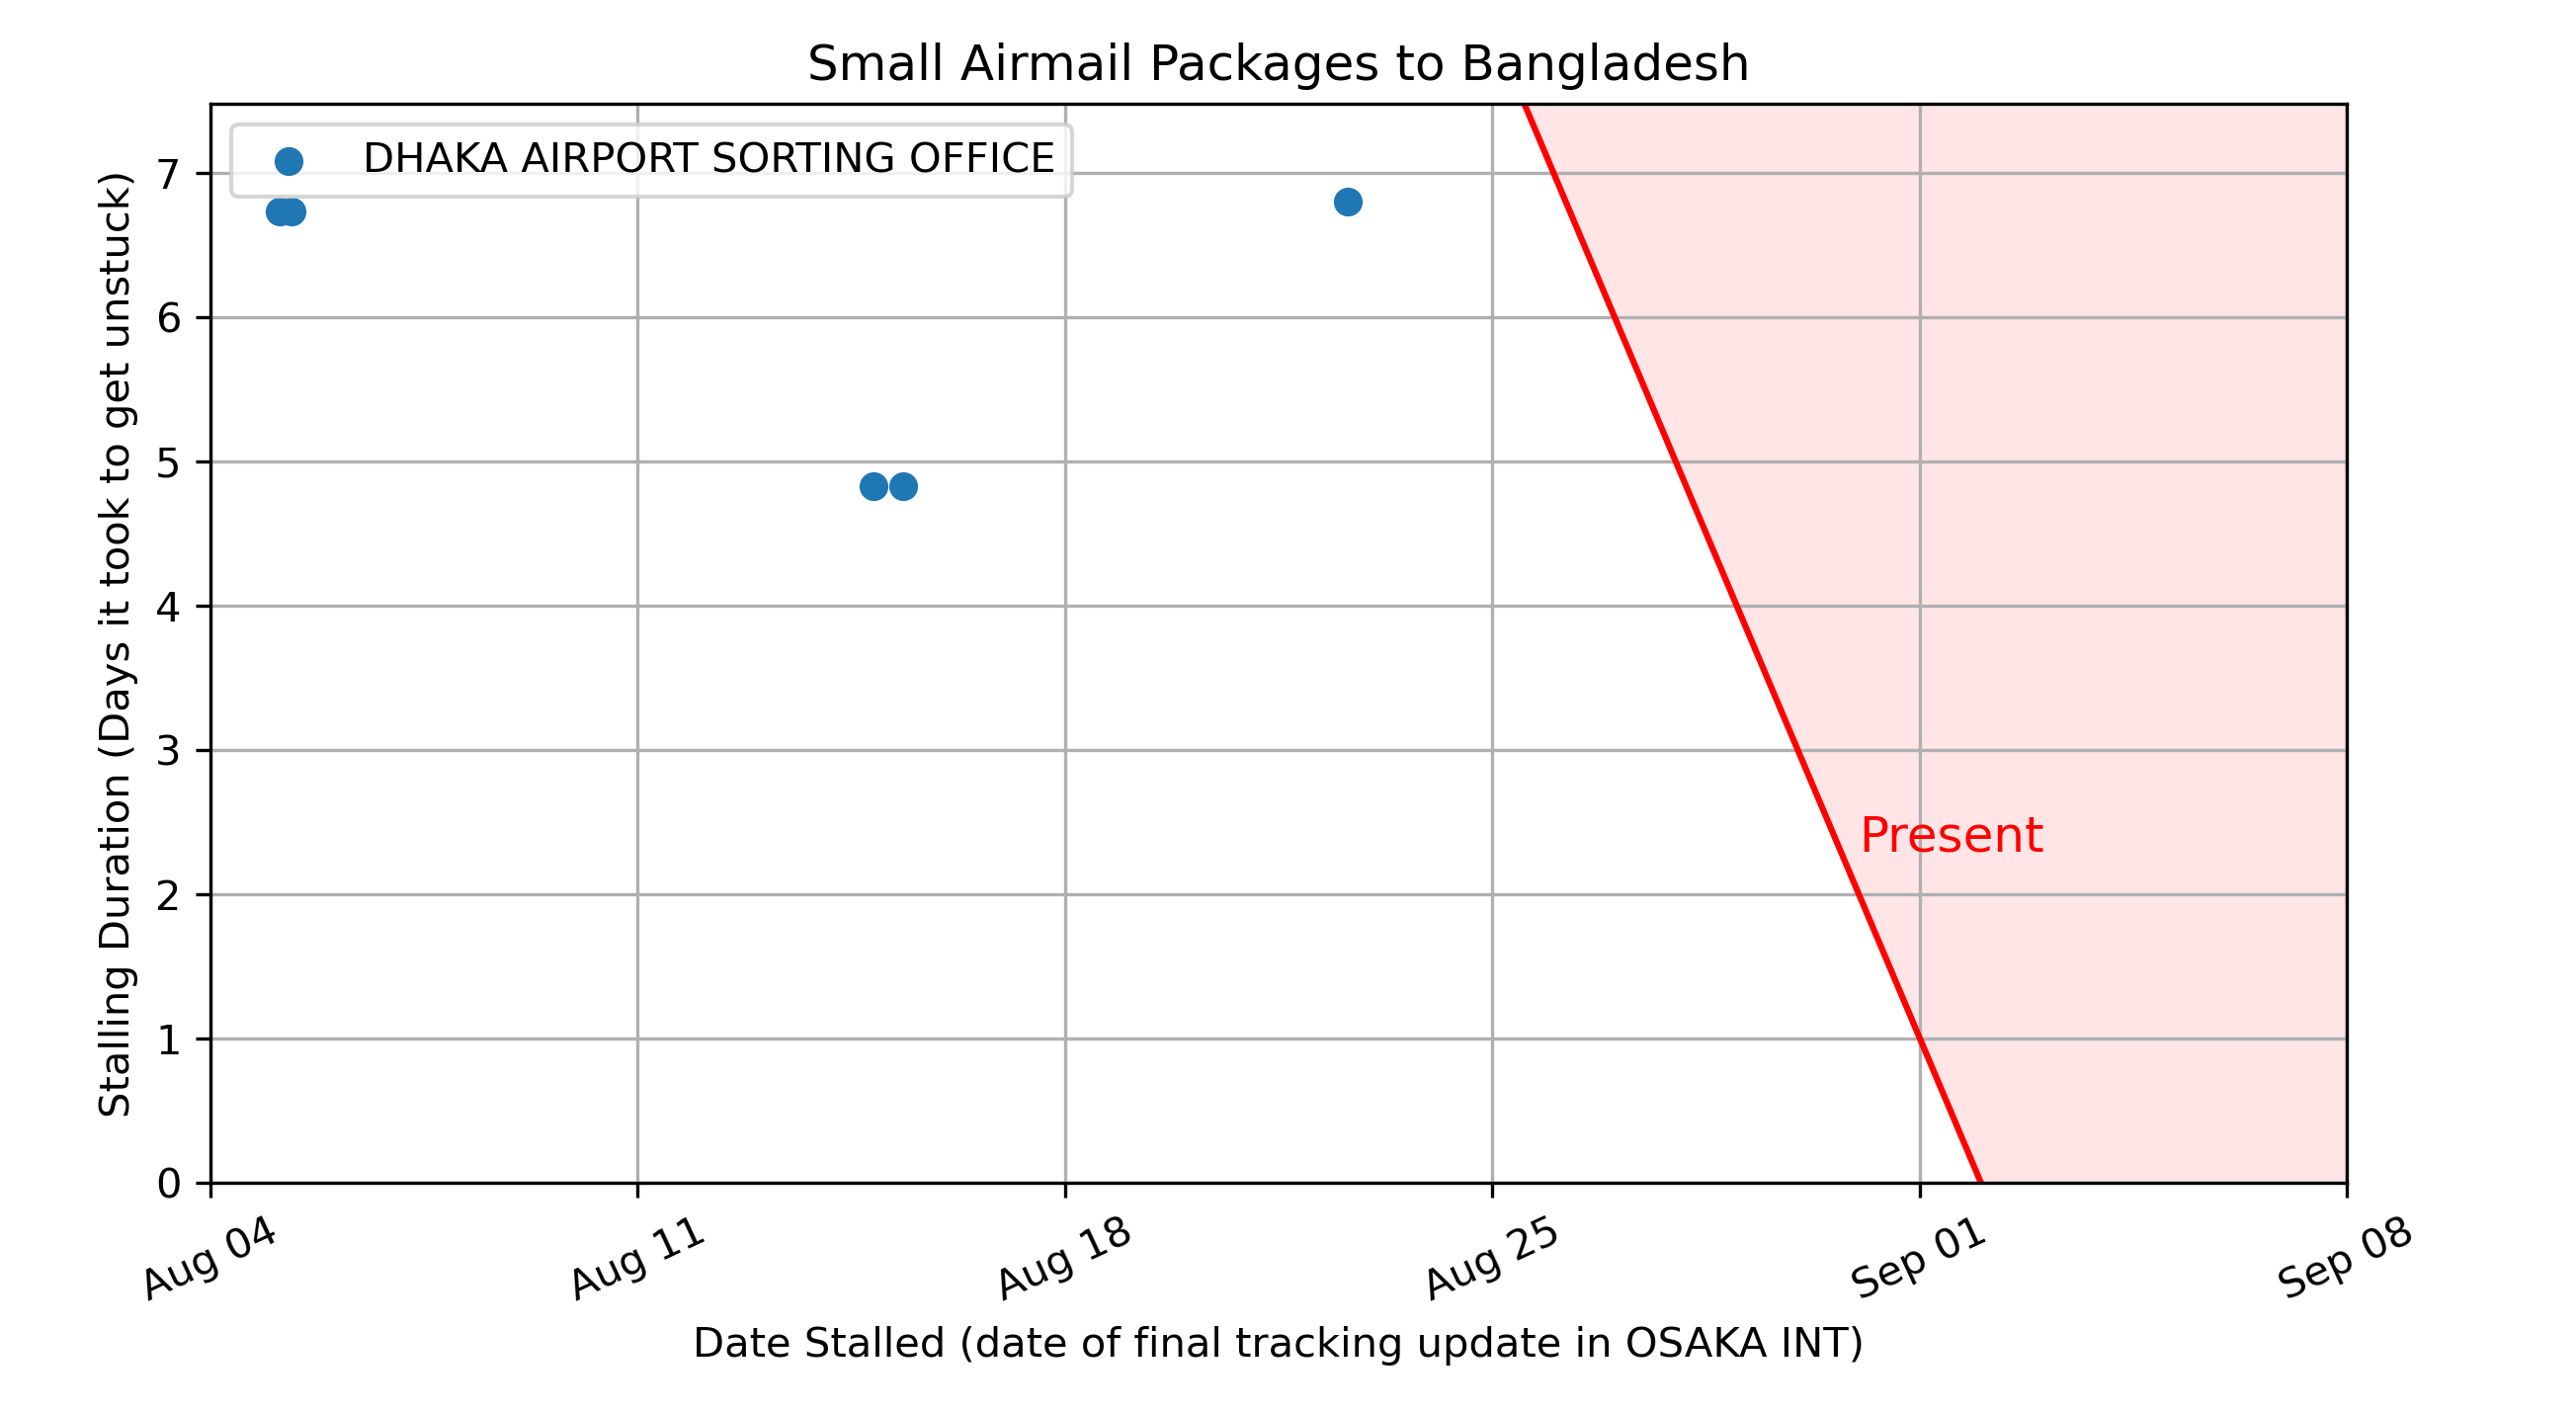 Small Airmail Packages to Bangladesh
DHAKA AIRPORT SORTING OFFICE
Stalling Duration (Days it took to get unstuck)
7
6
5
4
3
2
1
0
Present
Aug 04
Aug 11
Aug 18
Aug 25
Sep 01
Sep 08
Date Stalled (date of final tracking update in OSAKA INT)